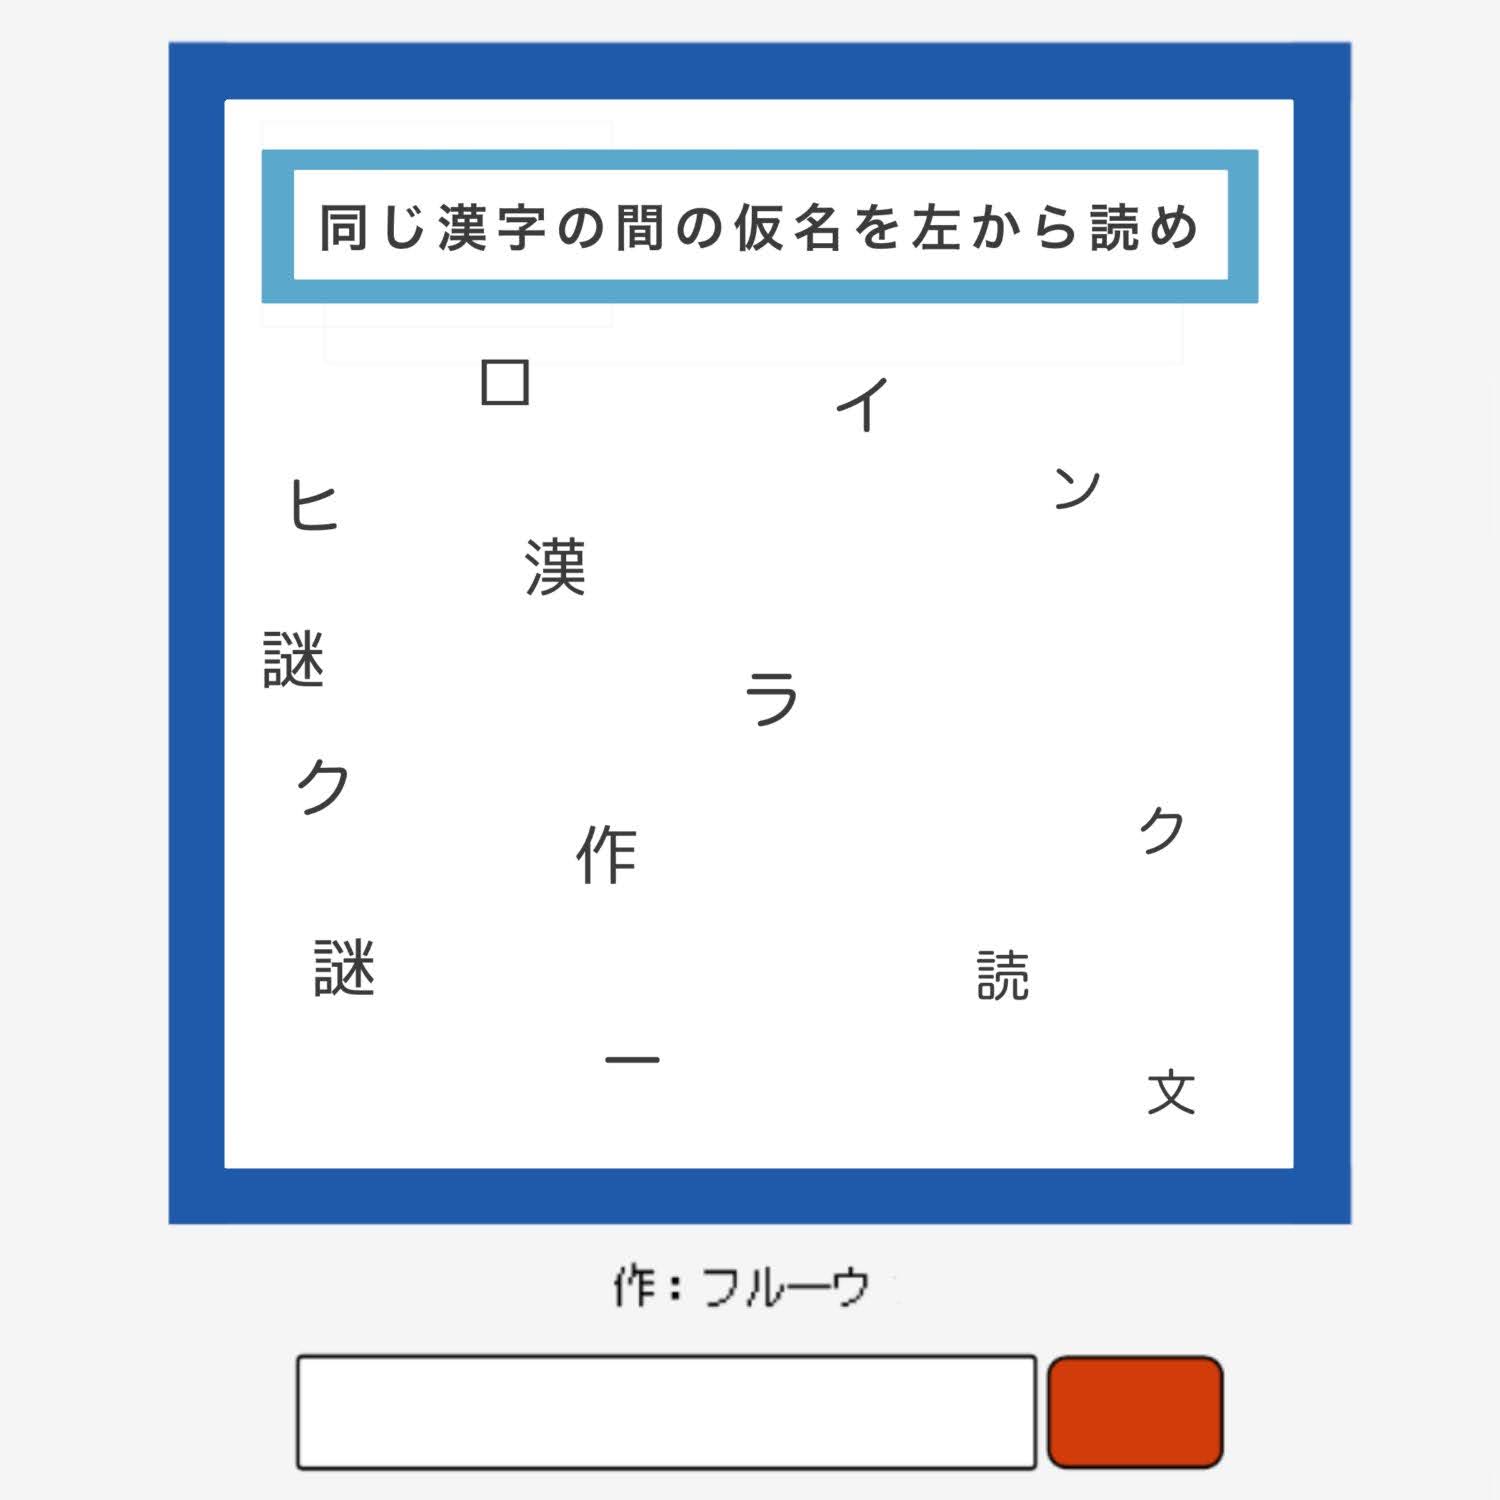 同じ漢字の間の仮名を左から読め
ロ
イ
ヒ
ン
漢
謎
ラ
ク
ク
作
謎
読
ー
文
作：フルーウ